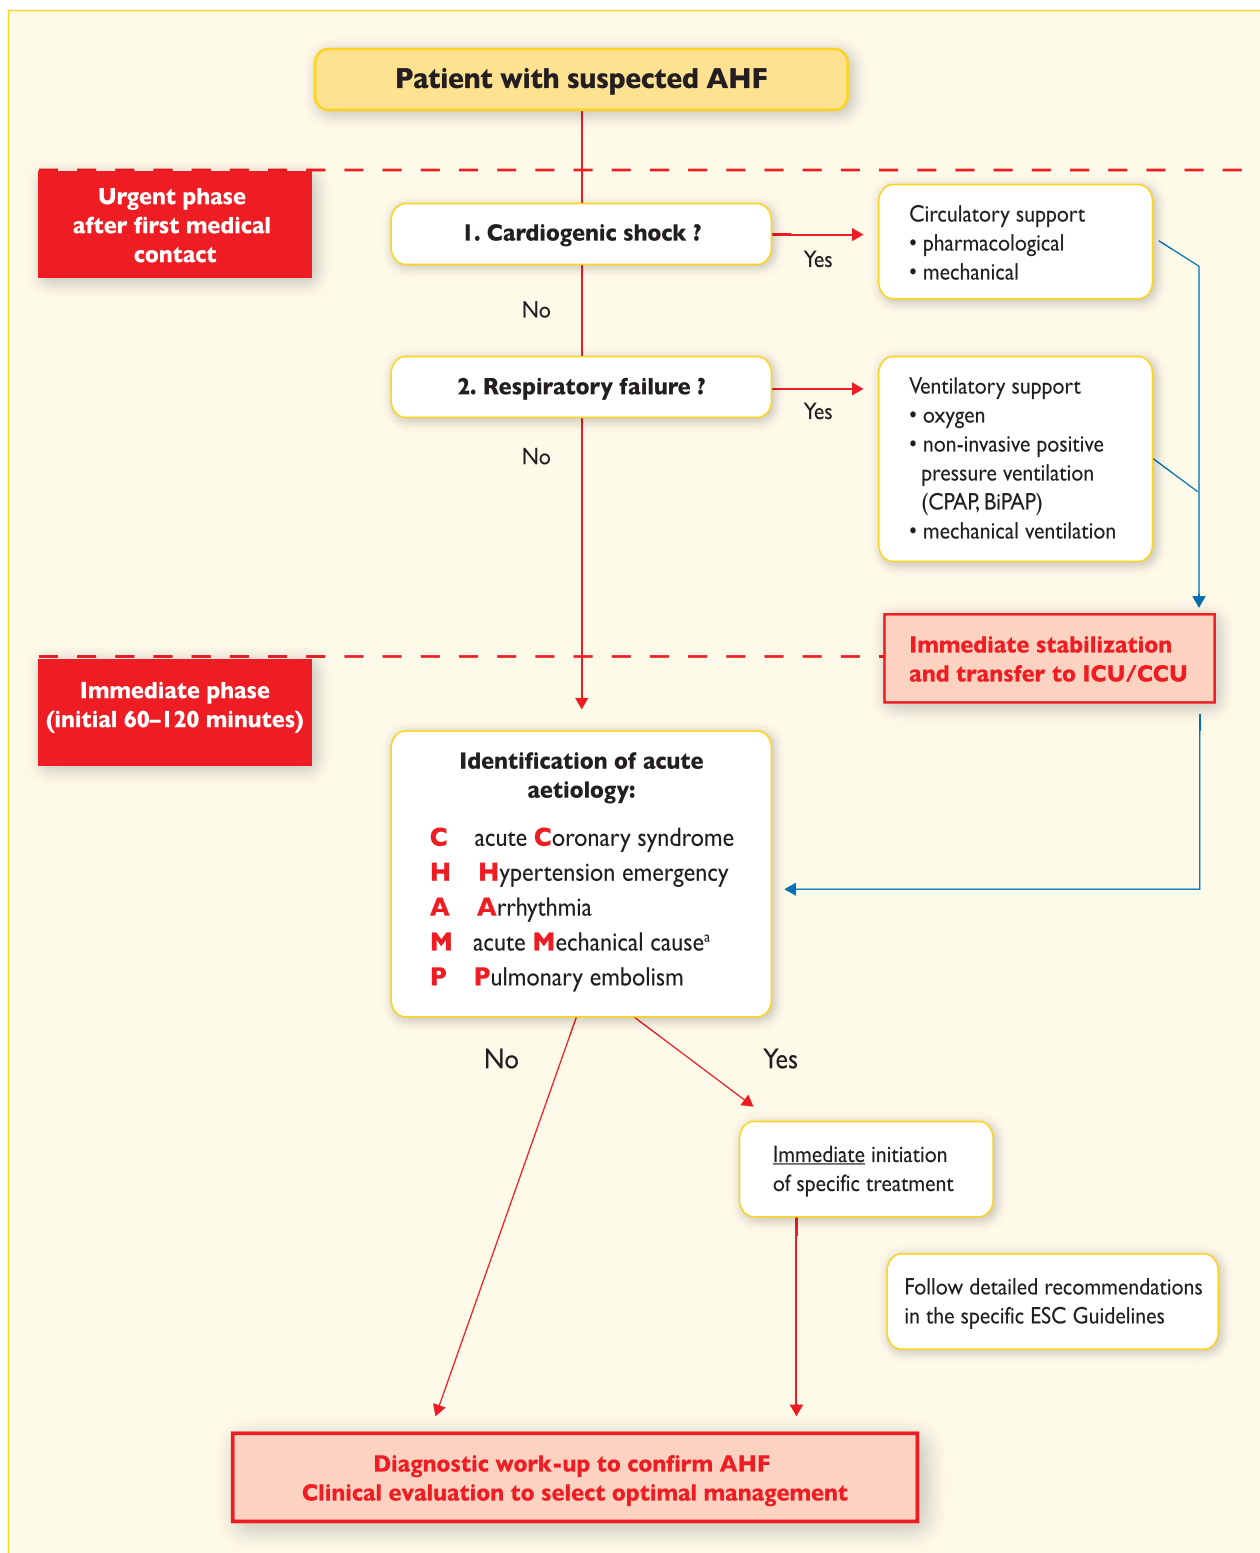 Patient with suspected AHF
Urgent phase
after first medical
contact
1. Cardiogenic shock ?
Yes
Circulatory support
• pharmacological
• mechanical
No
2. Respiratory failure ?
Yes
Ventilatory support
• oxygen
• non-invasive positive
pressure ventilation
(CPAP, BiPAP)
• mechanical ventilation
No
Immediate stabilization
and transfer to ICU/CCU
Immediate phase
(initial 60–120 minutes)
Identification of acute
aetiology:
C acute Coronary syndrome
H Hypertension emergency
A Arrhythmia
M acute Mechanical causeᵃ
P Pulmonary embolism
No
Yes
Immediate initiation
of specific treatment
Follow detailed recommendations
in the specific ESC Guidelines
Diagnostic work-up to confirm AHF
Clinical evaluation to select optimal management